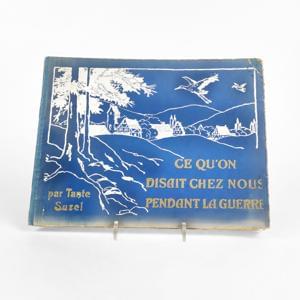 CE QU'ON
DISAIT CHEZ NOUS
PENDANT LA GUERRE
par Tante
Suzel